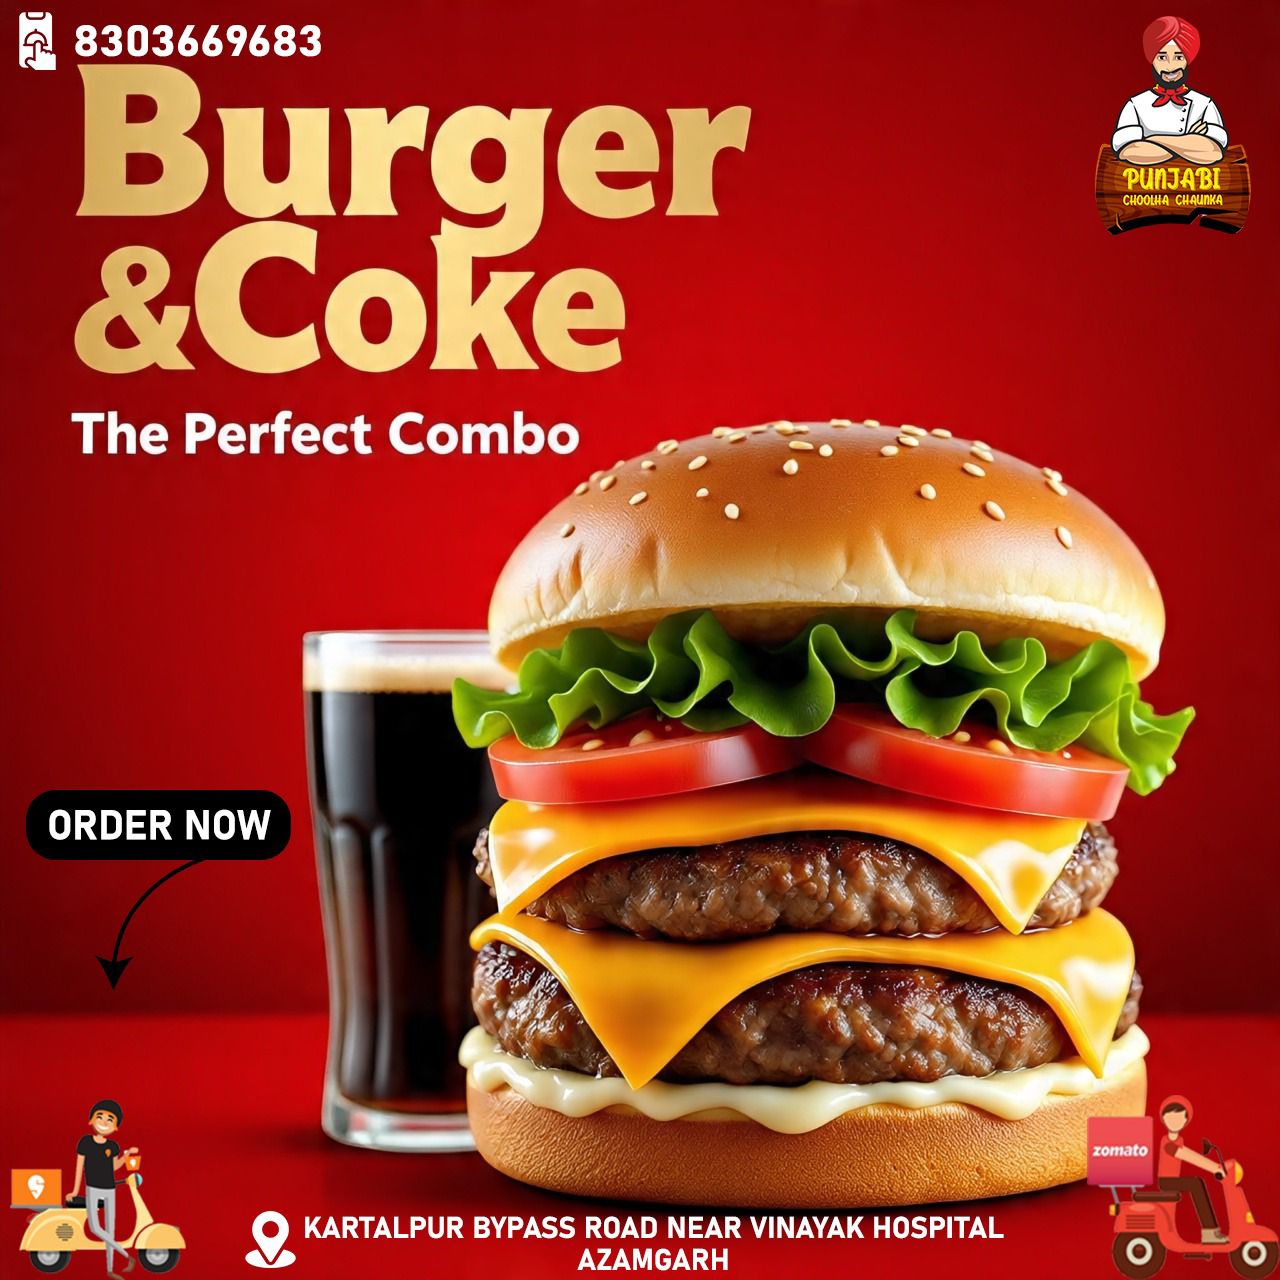 8303669683
Burger
&Coke
The Perfect Combo
PUNJABI
CHOOLHA CHAUNKA
ORDER NOW
zomato
KARTALPUR BYPASS ROAD NEAR VINAYAK HOSPITAL
AZAMGARH